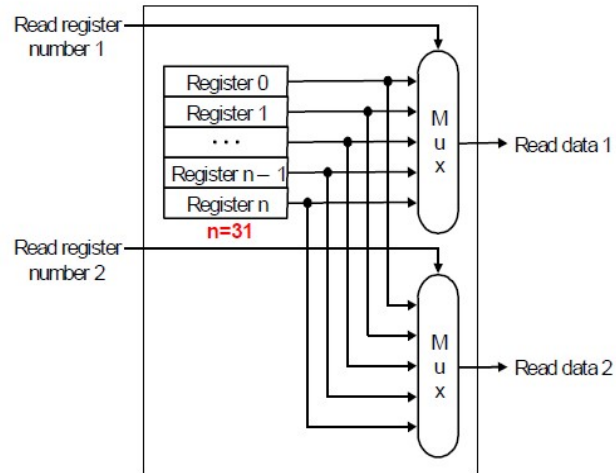 Read register
number 1
Register 0
Register 1
...
Register n – 1
Register n
n=31
M
u
x
Read data 1
Read register
number 2
M
u
x
Read data 2